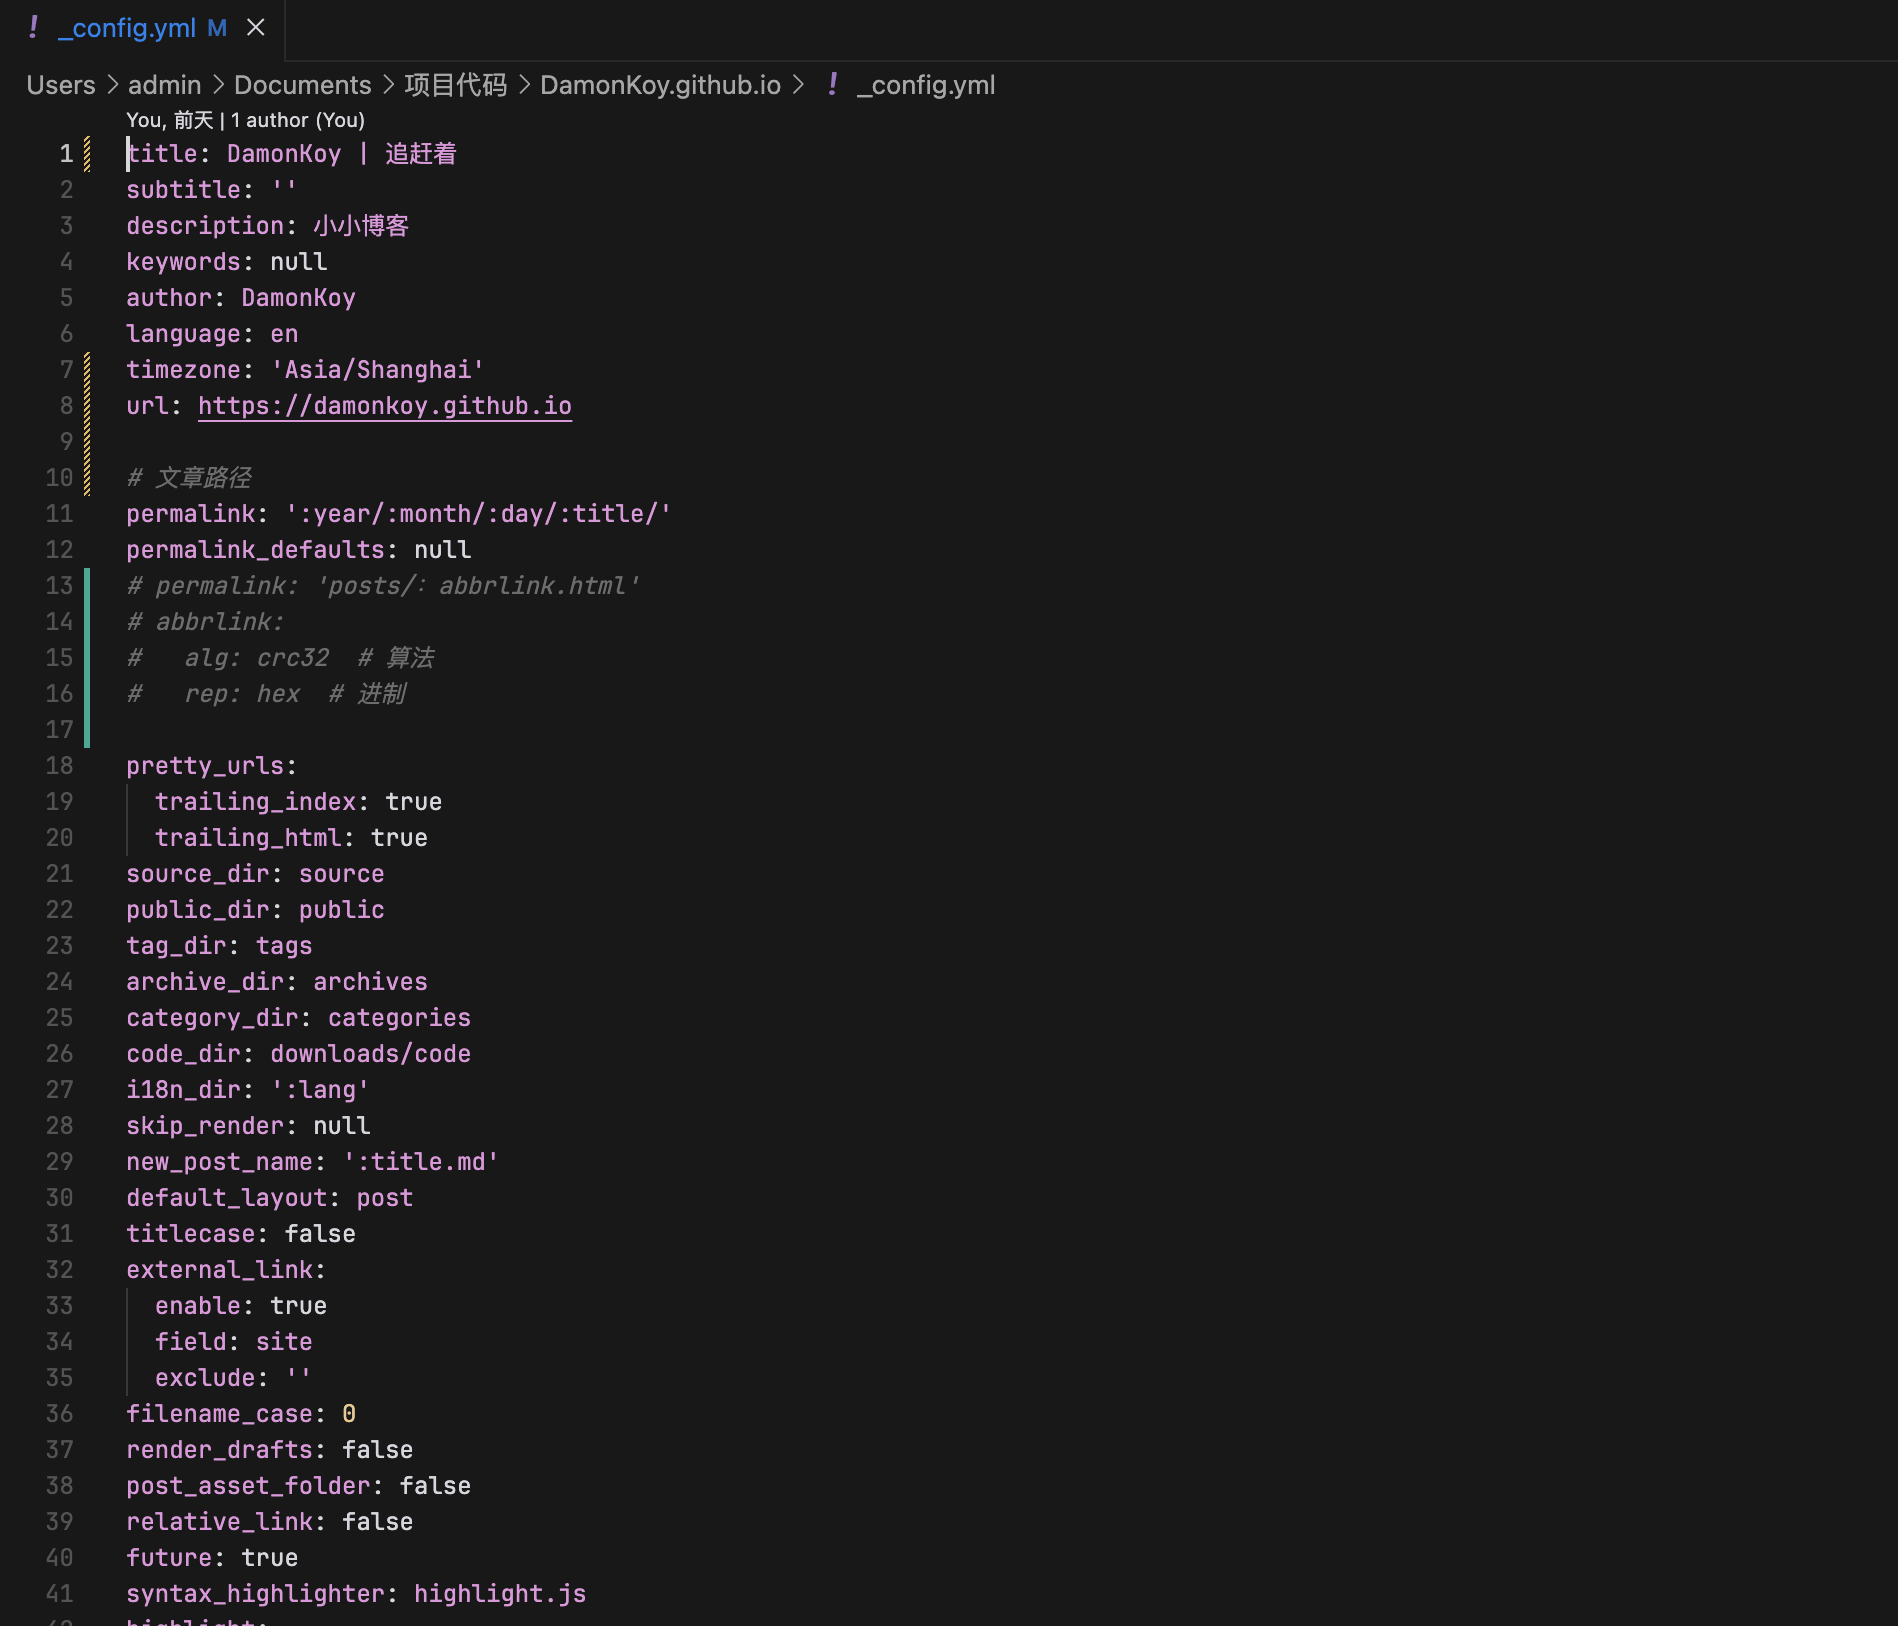 ! _config.yml M ×
Users > admin > Documents > 项目代码 > DamonKoy.github.io > ! _config.yml
You, 前天 | 1 author (You)
1 title: DamonKoy | 追赶着
2 subtitle: ''
3 description: 小小博客
4 keywords: null
5 author: DamonKoy
6 language: en
7 timezone: 'Asia/Shanghai'
8 url: https://damonkoy.github.io
9
10 # 文章路径
11 permalink: ':year/:month/:day/:title/'
12 permalink_defaults: null
13 # permalink: 'posts/：abbrlink.html'
14 # abbrlink:
15 #   alg: crc32  # 算法
16 #   rep: hex  # 进制
17
18 pretty_urls:
19   trailing_index: true
20   trailing_html: true
21 source_dir: source
22 public_dir: public
23 tag_dir: tags
24 archive_dir: archives
25 category_dir: categories
26 code_dir: downloads/code
27 i18n_dir: ':lang'
28 skip_render: null
29 new_post_name: ':title.md'
30 default_layout: post
31 titlecase: false
32 external_link:
33   enable: true
34   field: site
35   exclude: ''
36 filename_case: 0
37 render_drafts: false
38 post_asset_folder: false
39 relative_link: false
40 future: true
41 syntax_highlighter: highlight.js
42 highlight: